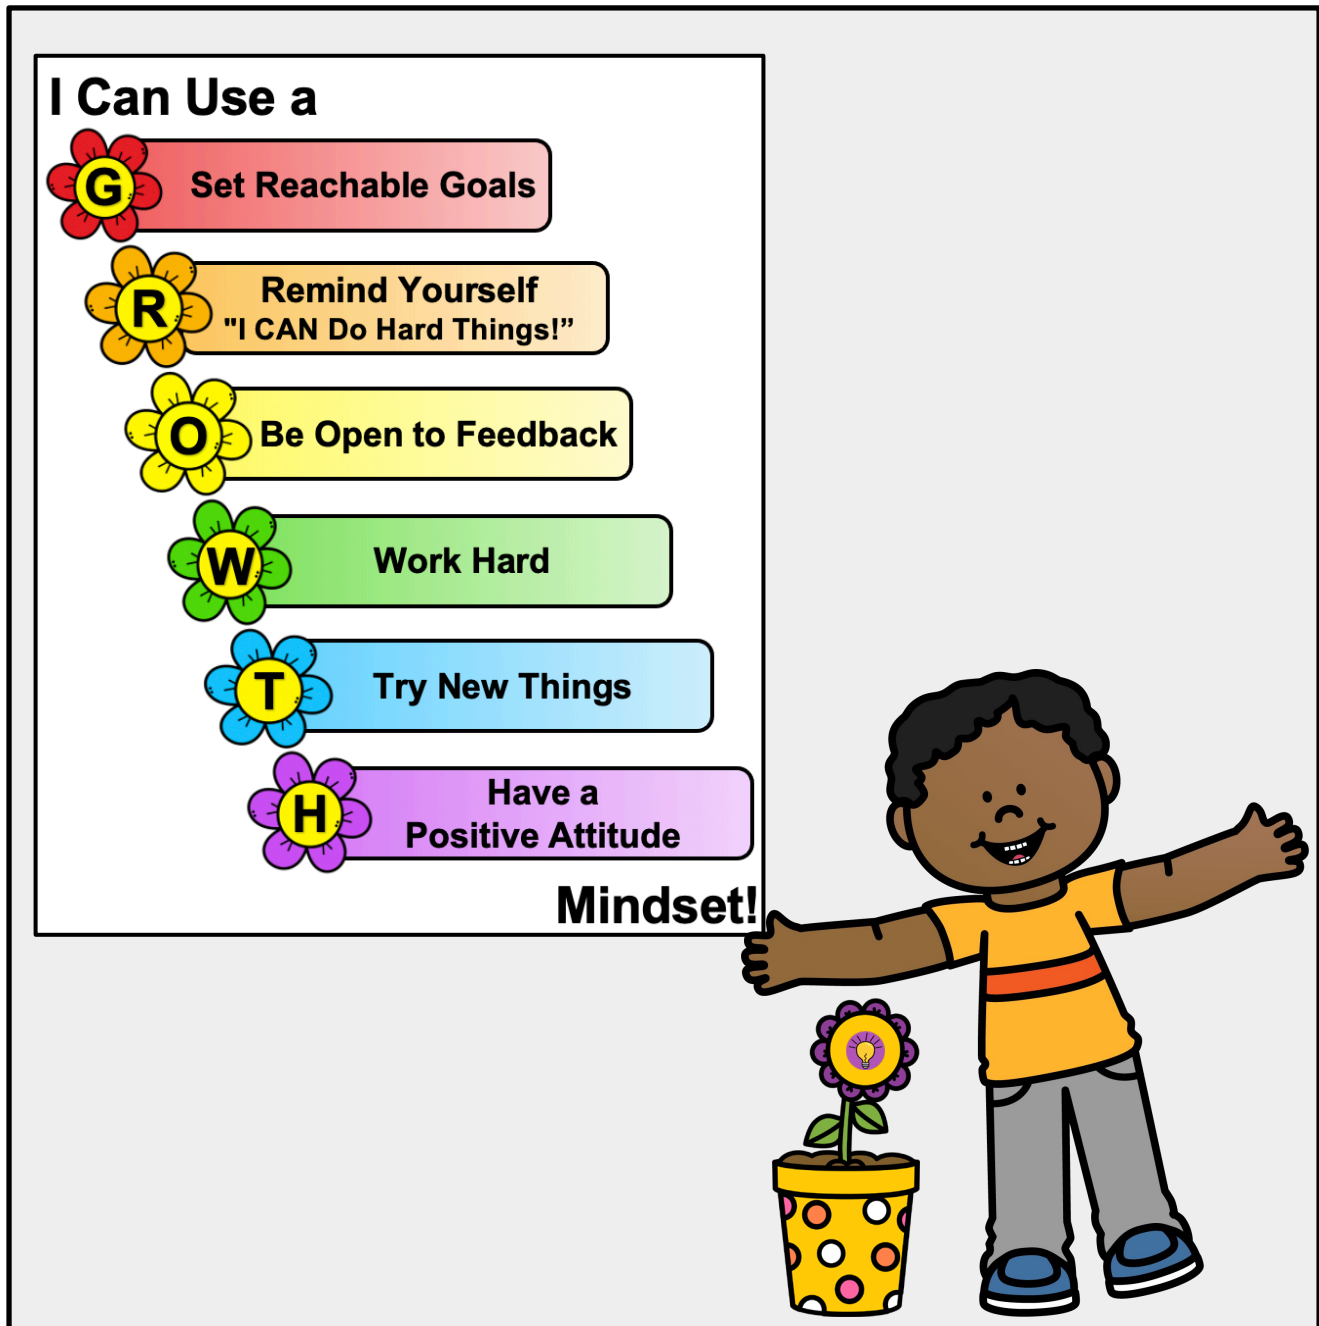 I Can Use a
G Set Reachable Goals
R Remind Yourself
"I CAN Do Hard Things!”
O Be Open to Feedback
W Work Hard
T Try New Things
H Have a
Positive Attitude
Mindset!